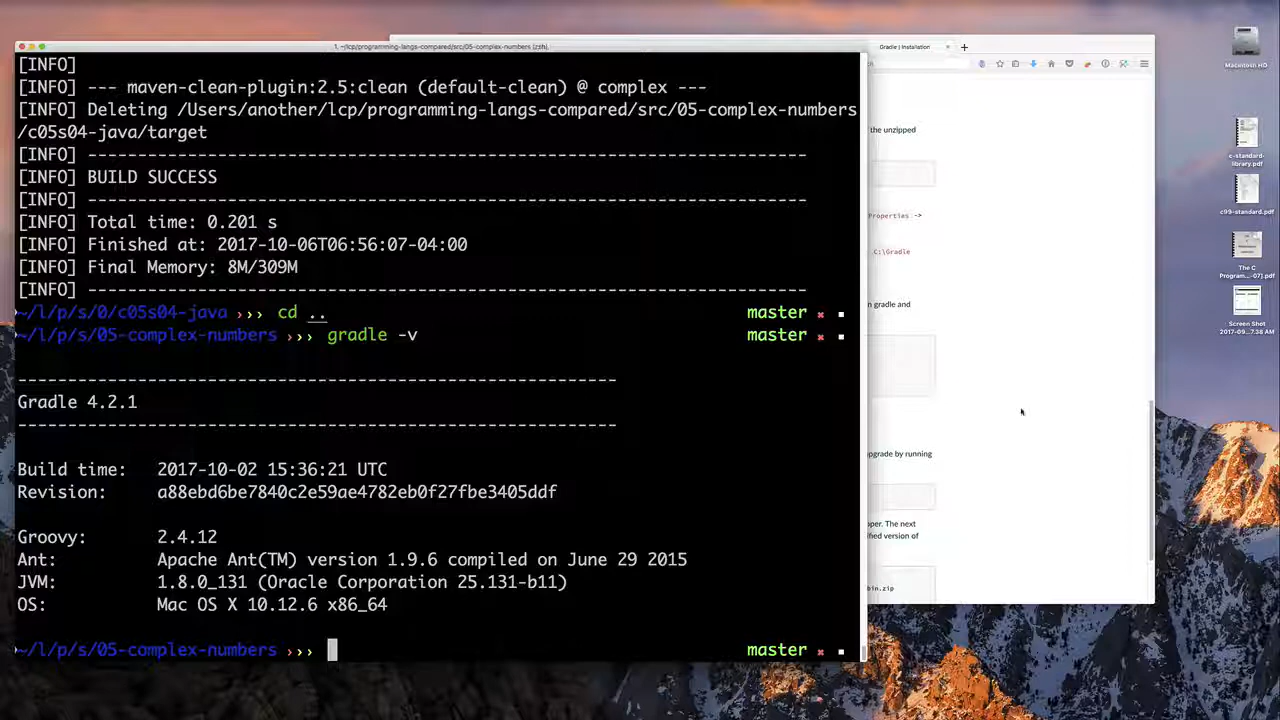 1. ~/lcp/programming-langs-compared/src/05-complex-numbers (zsh)
[INFO]
[INFO] --- maven-clean-plugin:2.5:clean (default-clean) @ complex ---
[INFO] Deleting /Users/another/lcp/programming-langs-compared/src/05-complex-numbers
/c05s04-java/target
[INFO] ------------------------------------------------------------------------
[INFO] BUILD SUCCESS
[INFO] ------------------------------------------------------------------------
[INFO] Total time: 0.201 s
[INFO] Finished at: 2017-10-06T06:56:07-04:00
[INFO] Final Memory: 8M/309M
[INFO] ------------------------------------------------------------------------
~/l/p/s/0/c05s04-java ››› cd .. master ✖ ■
~/l/p/s/05-complex-numbers ››› gradle -v master ✖ ■
------------------------------------------------------------
Gradle 4.2.1
------------------------------------------------------------
Build time: 2017-10-02 15:36:21 UTC
Revision: a88ebd6be7840c2e59ae4782eb0f27fbe3405ddf
Groovy: 2.4.12
Ant: Apache Ant(TM) version 1.9.6 compiled on June 29 2015
JVM: 1.8.0_131 (Oracle Corporation 25.131-b11)
OS: Mac OS X 10.12.6 x86_64
~/l/p/s/05-complex-numbers ››› master ✖ ■
Gradle | Installation
the unzipped
Properties ->
C:\Gradle
n gradle and
pgrade by running
per. The next
ified version of
bin.zip
Macintosh HD
c-standard-
library.pdf
c99-standard.pdf
The C
Program...-07].pdf
Screen Shot
2017-09...7.38 AM